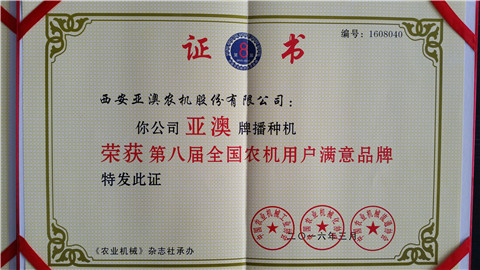 编号：1608040
证 8 书
西安亚澳农机股份有限公司：
你公司 亚澳 牌播种机
荣获 第八届全国农机用户满意品牌
特发此证
二〇一六年三月
《农业机械》杂志社承办